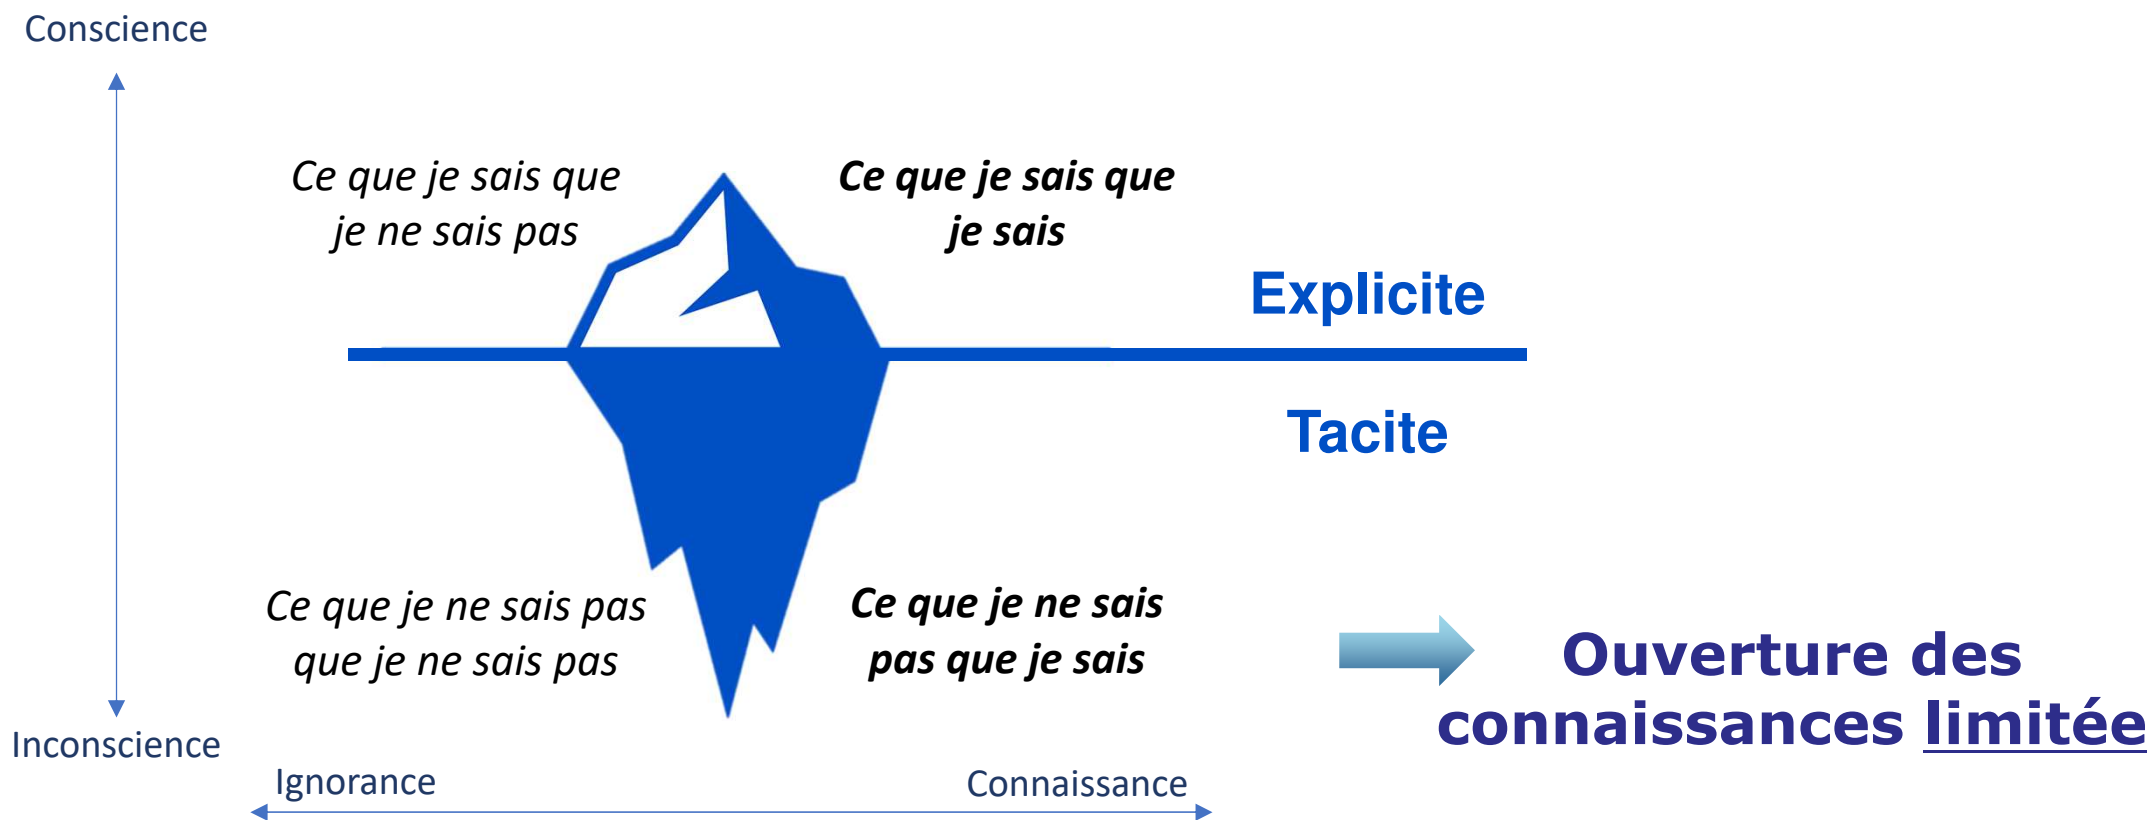 Conscience
Ce que je sais que
je ne sais pas
Ce que je sais que
je sais
Explicite
Tacite
Ce que je ne sais pas
que je ne sais pas
Ce que je ne sais
pas que je sais
Ouverture des
connaissances limitée
Inconscience
Ignorance
Connaissance